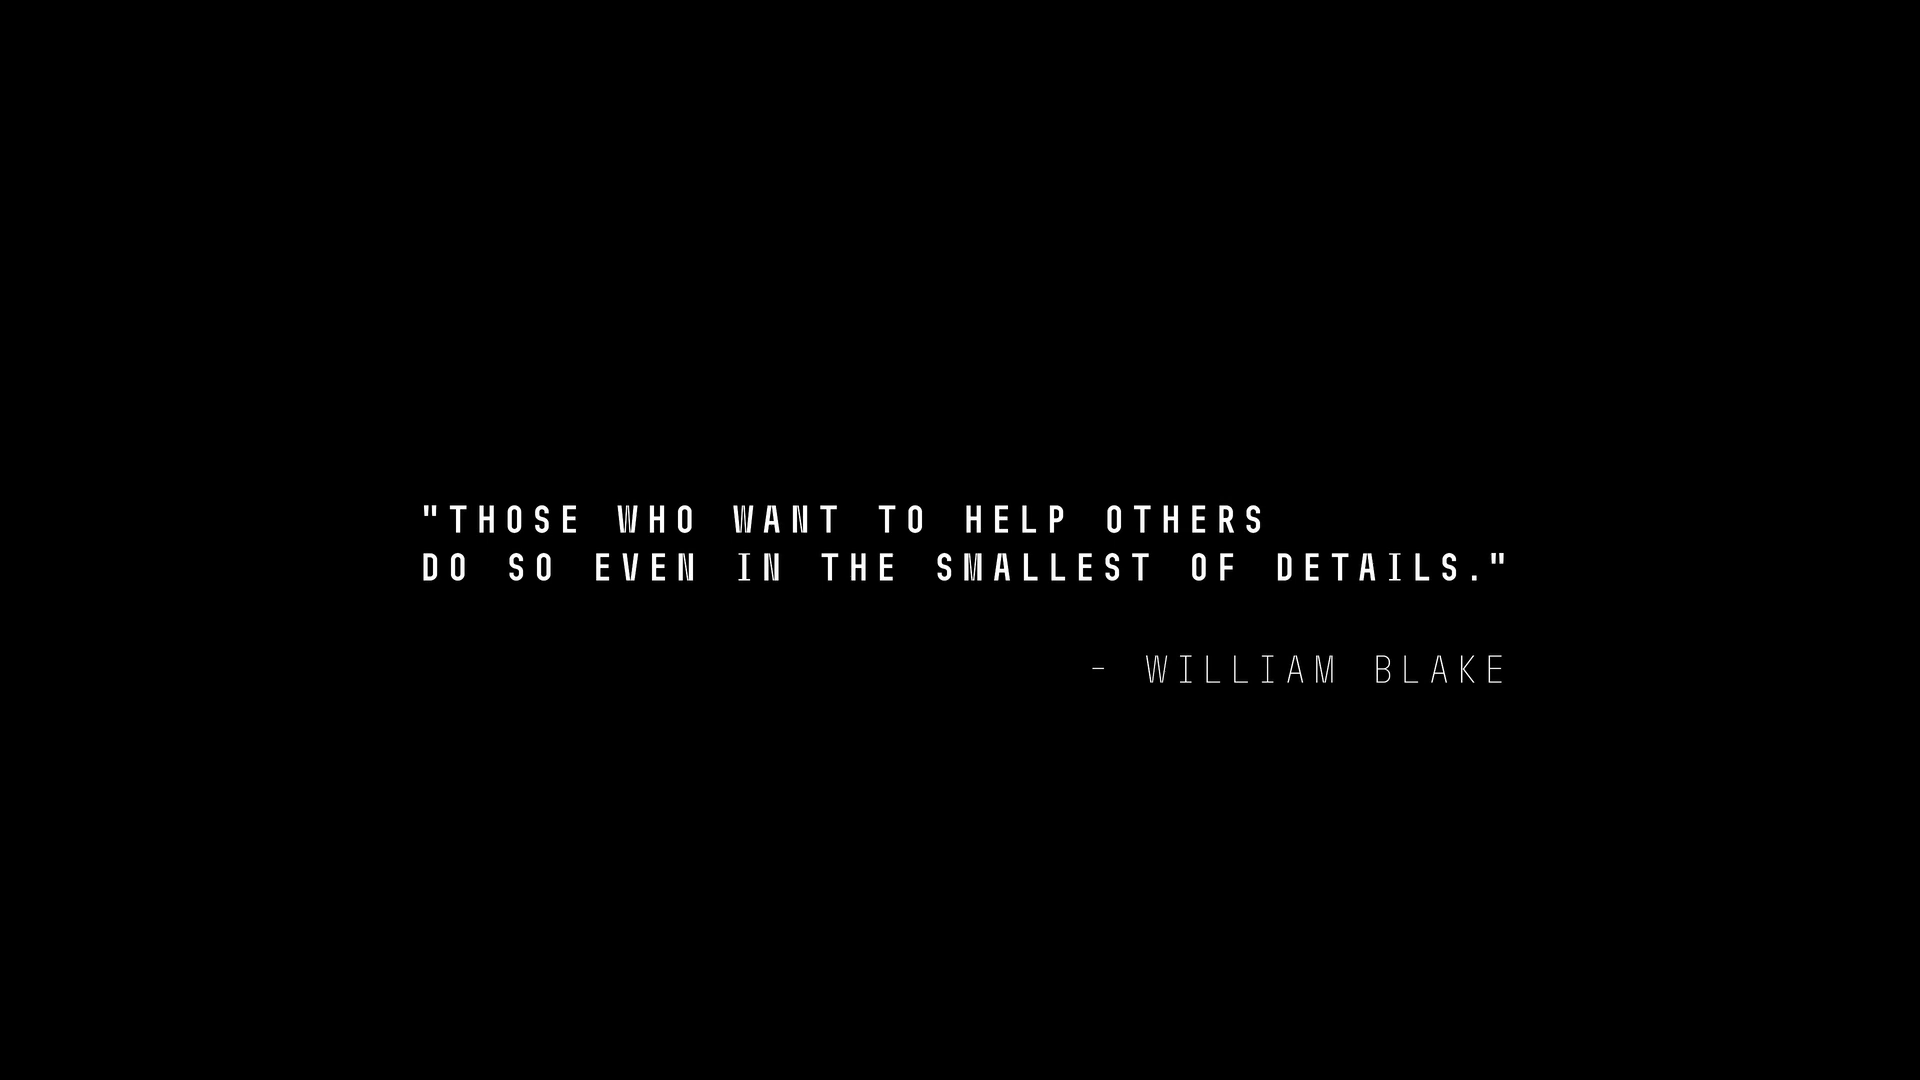 "THOSE WHO WANT TO HELP OTHERS
DO SO EVEN IN THE SMALLEST OF DETAILS."
- WILLIAM BLAKE